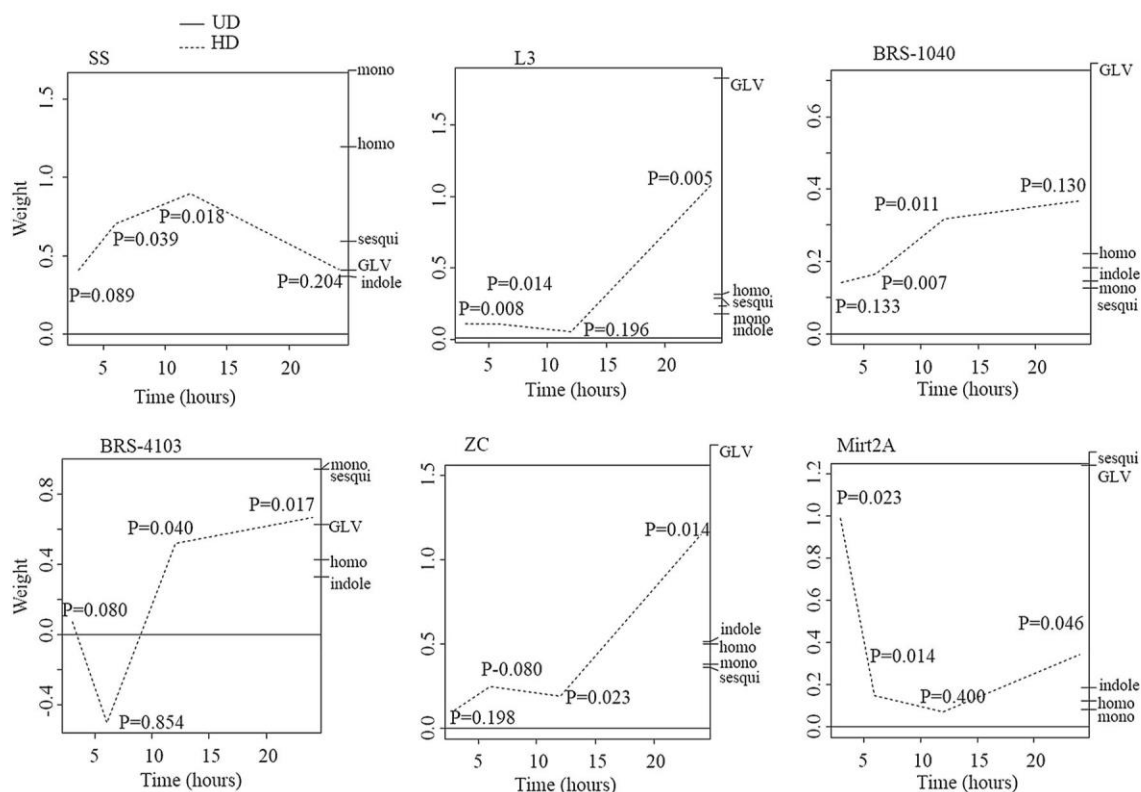 UD
HD
SS
Weight
1.5
1.0
0.5
0.0
P=0.089
P=0.039
P=0.018
P=0.204
mono
homo
sesqui
GLV
indole
5 10 15 20
Time (hours)
L3
1.5
1.0
0.5
0.0
P=0.008
P=0.014
P=0.196
P=0.005
GLV
homo
sesqui
mono
indole
5 10 15 20
Time (hours)
BRS-1040
0.6
0.4
0.2
0.0
P=0.133
P=0.007
P=0.011
P=0.130
GLV
homo
indole
mono
sesqui
5 10 15 20
Time (hours)
BRS-4103
Weight
0.8
0.4
0.0
-0.4
P=0.080
P=0.854
P=0.040
P=0.017
mono
sesqui
GLV
homo
indole
5 10 15 20
Time (hours)
ZC
1.5
1.0
0.5
0.0
P=0.198
P-0.080
P=0.023
P=0.014
GLV
indole
homo
mono
sesqui
5 10 15 20
Time (hours)
Mirt2A
1.2
1.0
0.8
0.6
0.4
0.2
0.0
P=0.023
P=0.014
P=0.400
P=0.046
sesqui
GLV
indole
homo
mono
5 10 15 20
Time (hours)